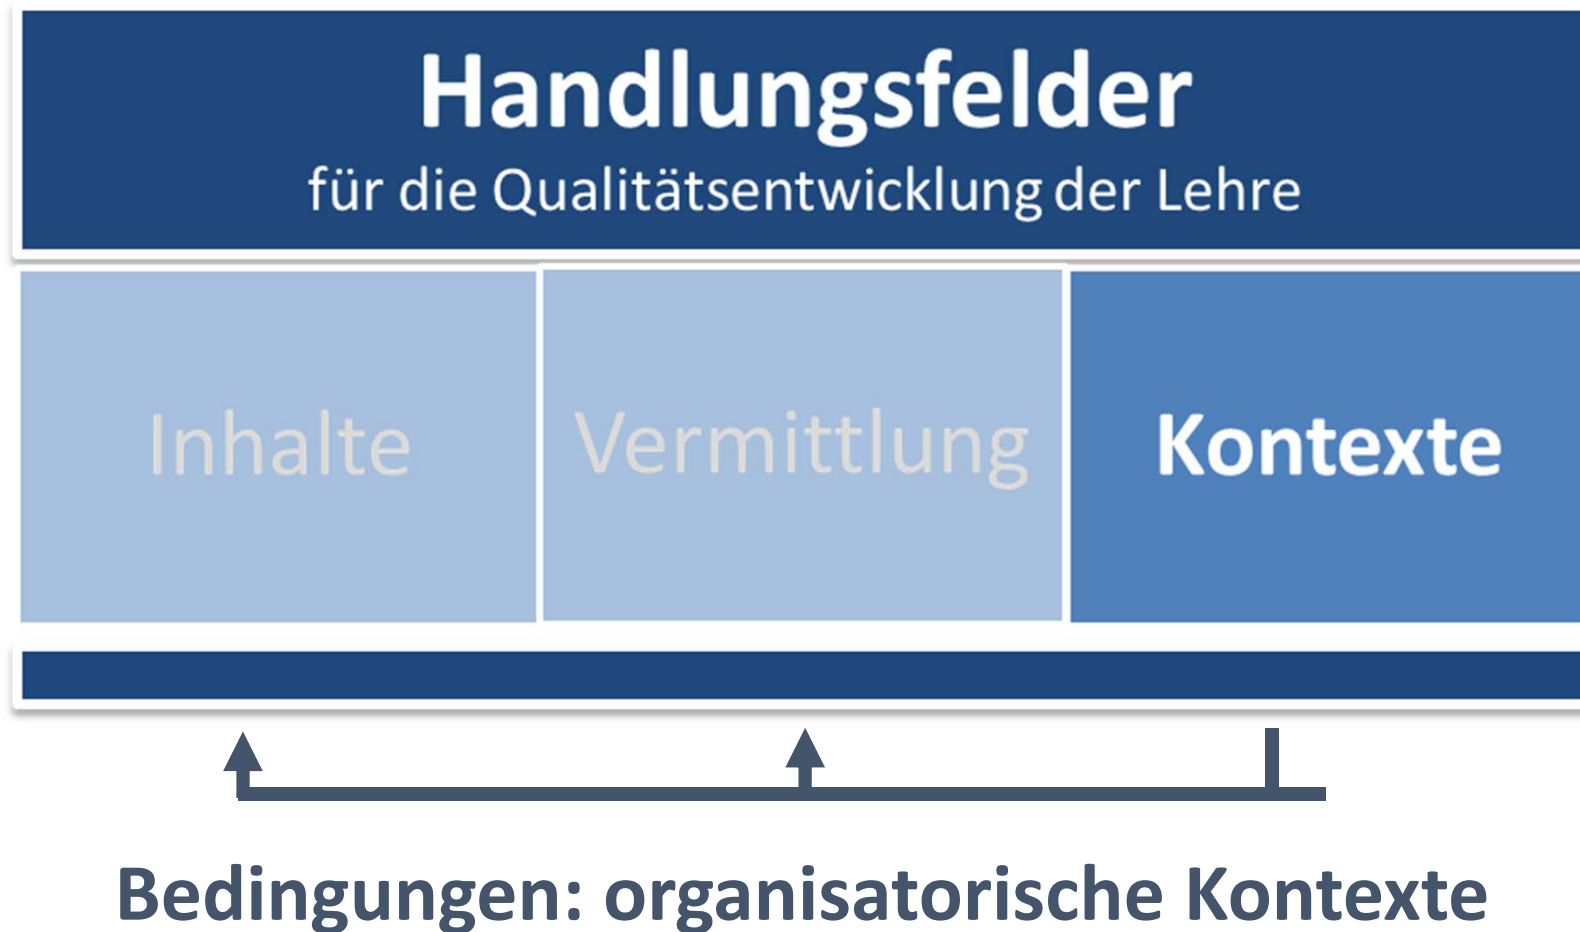 Handlungsfelder
für die Qualitätsentwicklung der Lehre
Inhalte
Vermittlung
Kontexte
Bedingungen: organisatorische Kontexte